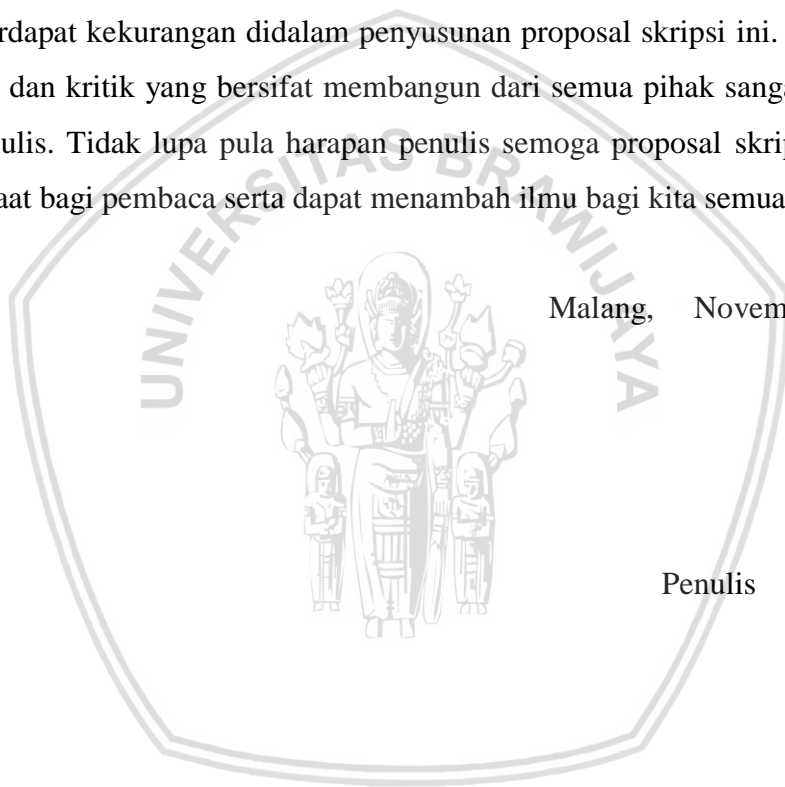 rdapat kekurangan didalam penyusunan proposal skripsi ini.
dan kritik yang bersifat membangun dari semua pihak sanga
ulis. Tidak lupa pula harapan penulis semoga proposal skrip
aat bagi pembaca serta dapat menambah ilmu bagi kita semua
UNIVERSITAS BRAWIJAYA
Malang, Novem
Penulis